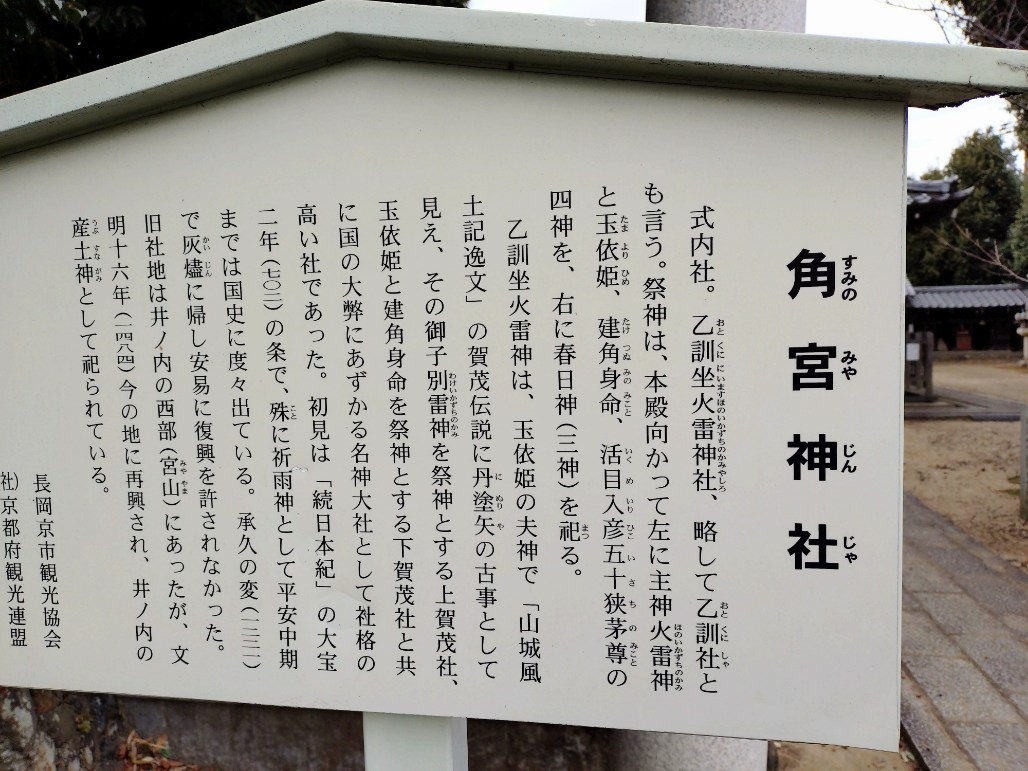 角宮神社
すみの みや じん じゃ
式内社。乙訓坐火雷神社、略して乙訓社と
も言う。祭神は、本殿向かって左に主神火雷神
と玉依姫、建角身命、活目入彦五十狭茅尊の
四神を、右に春日神(三神)を祀る。
乙訓坐火雷神は、玉依姫の夫神で「山城風
土記逸文」の賀茂伝説に丹塗矢の古事として
見え、その御子別雷神を祭神とする上賀茂社、
玉依姫と建角身命を祭神とする下賀茂社と共
に国の大弊にあずかる名神大社として社格の
高い社であった。初見は「続日本紀」の大宝
二年(七〇二)の条で、殊に祈雨神として平安中期
までは国史に度々出ている。承久の変(一二二一)
で灰燼に帰し安易に復興を許されなかった。
旧社地は井ノ内の西部(宮山)にあったが、文
明十六年(一四八四)今の地に再興され、井ノ内の
産土神として祀られている。
長岡京市観光協会
社)京都府観光連盟